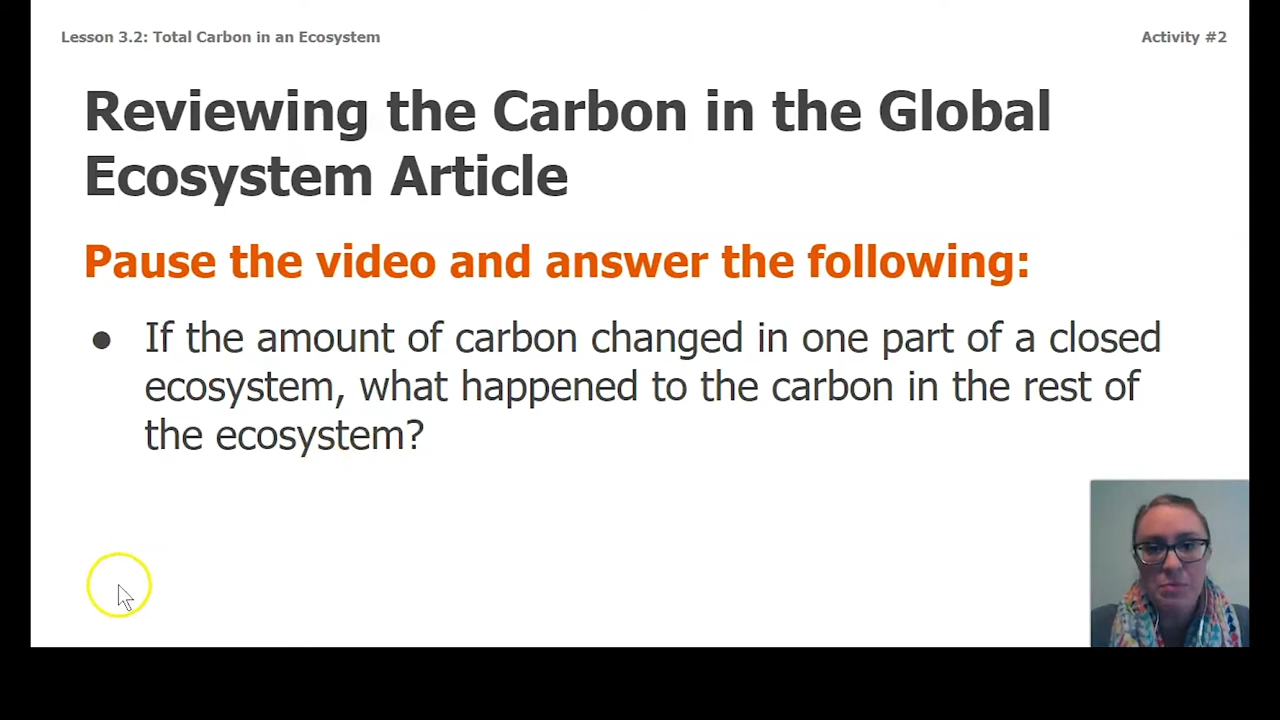 Lesson 3.2: Total Carbon in an Ecosystem
Activity #2
Reviewing the Carbon in the Global
Ecosystem Article
Pause the video and answer the following:
● If the amount of carbon changed in one part of a closed
ecosystem, what happened to the carbon in the rest of
the ecosystem?